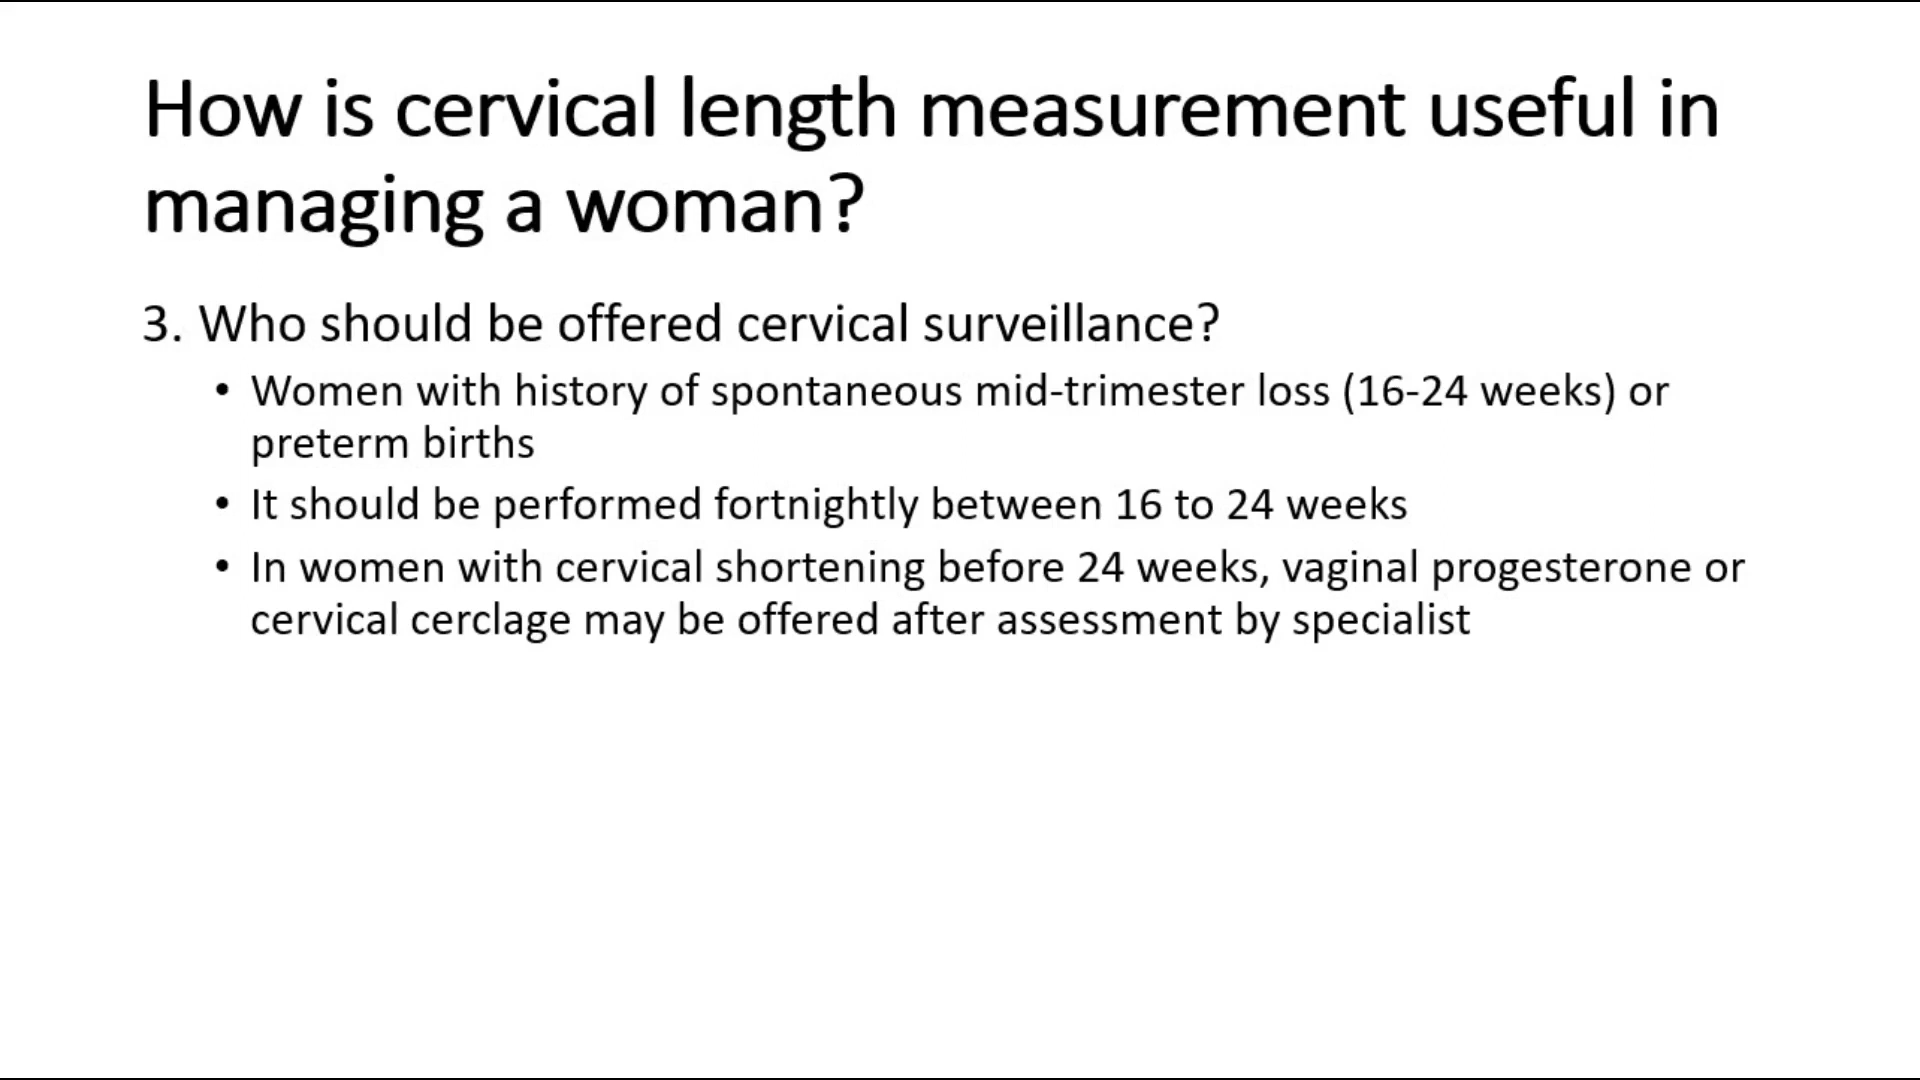 How is cervical length measurement useful in
managing a woman?
3. Who should be offered cervical surveillance?
• Women with history of spontaneous mid-trimester loss (16-24 weeks) or
preterm births
• It should be performed fortnightly between 16 to 24 weeks
• In women with cervical shortening before 24 weeks, vaginal progesterone or
cervical cerclage may be offered after assessment by specialist